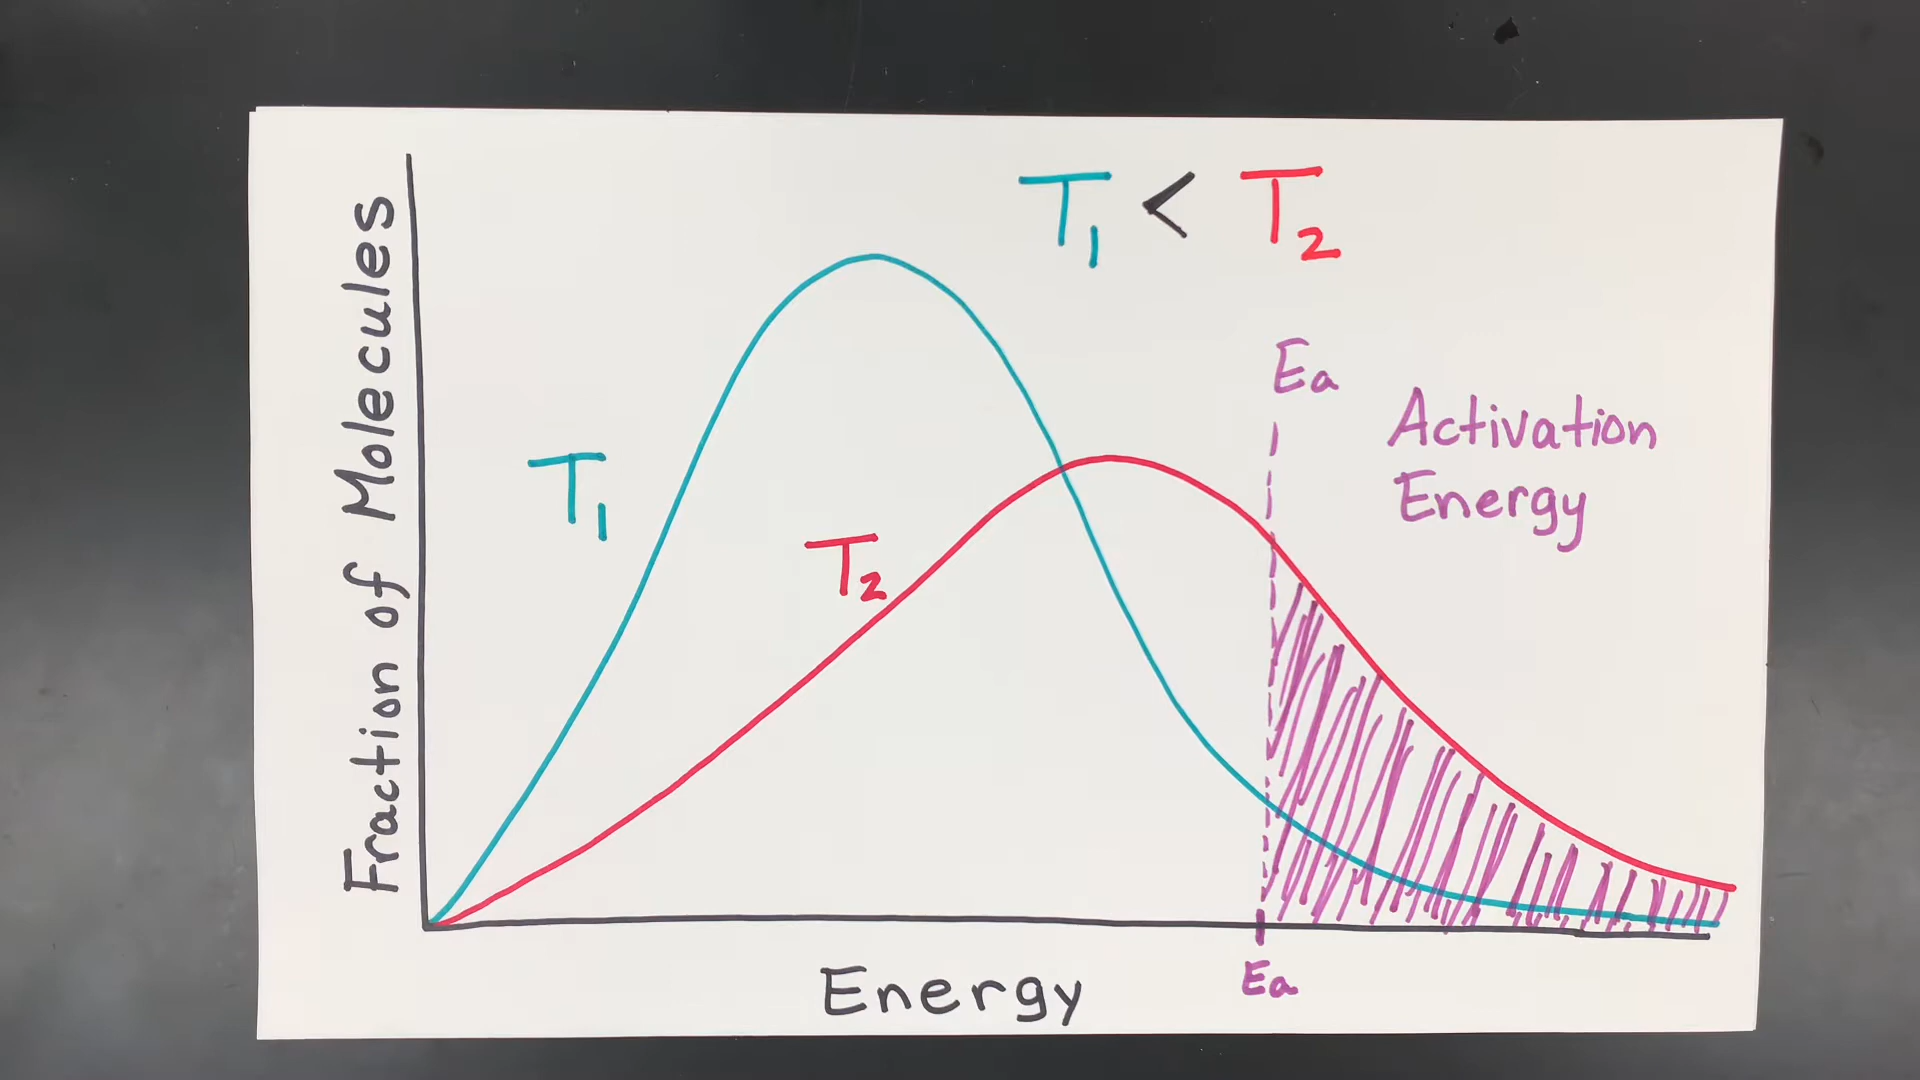 T₁ < T₂
Ea
Activation
Energy
T₁
T₂
Fraction of Molecules
Ea
Energy